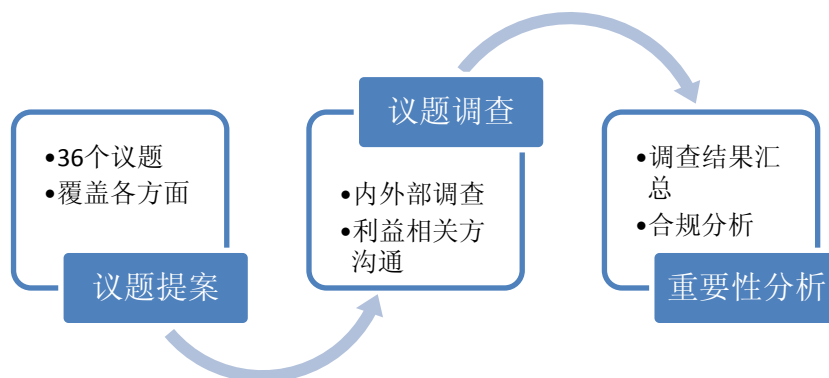 •36个议题
•覆盖各方面
议题提案
议题调查
•内外部调查
•利益相关方
沟通
•调查结果汇
总
•合规分析
重要性分析